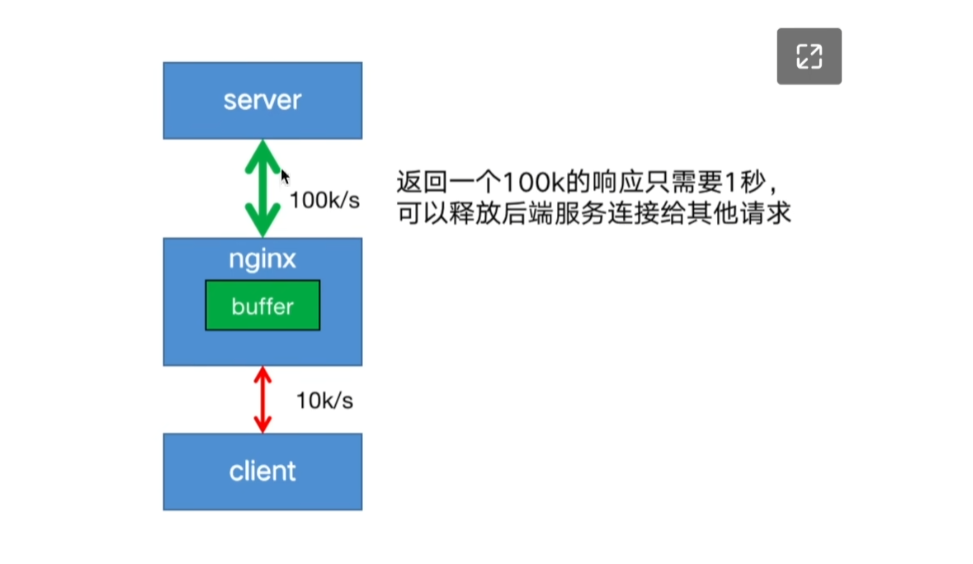 server
100k/s
返回一个100k的响应只需要1秒，
可以释放后端服务连接给其他请求
nginx
buffer
10k/s
client